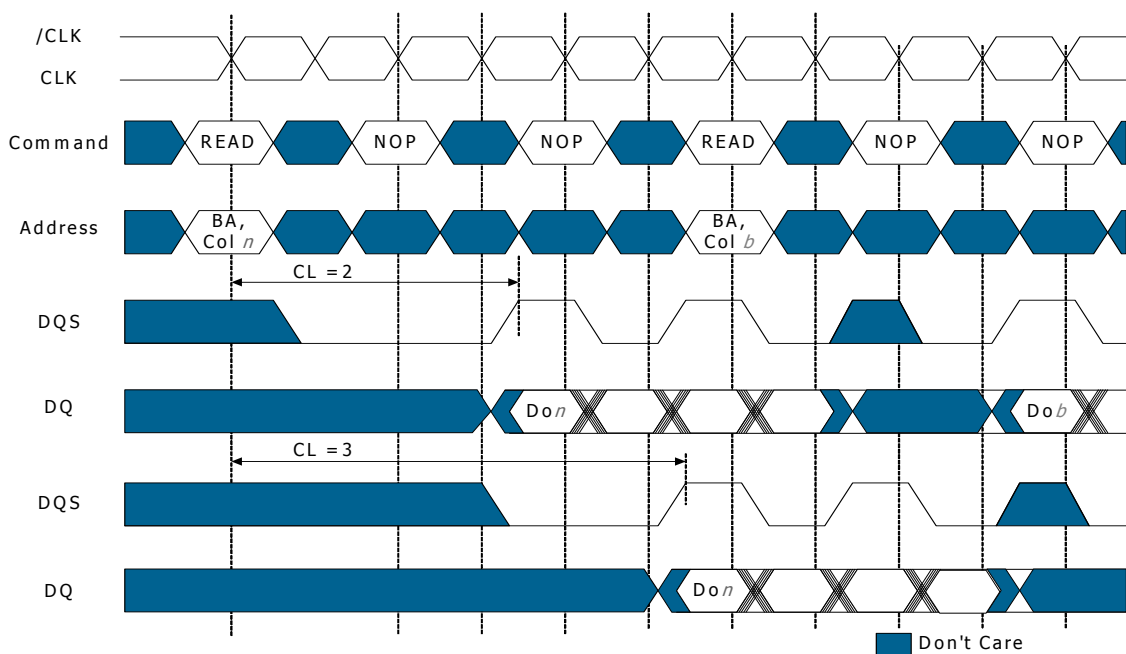 /CLK
CLK
Command READ NOP NOP READ NOP NOP
Address BA, BA,
Col n Col b
CL = 2
DQS
DQ Do n Do b
CL = 3
DQS
DQ Do n
Don't Care